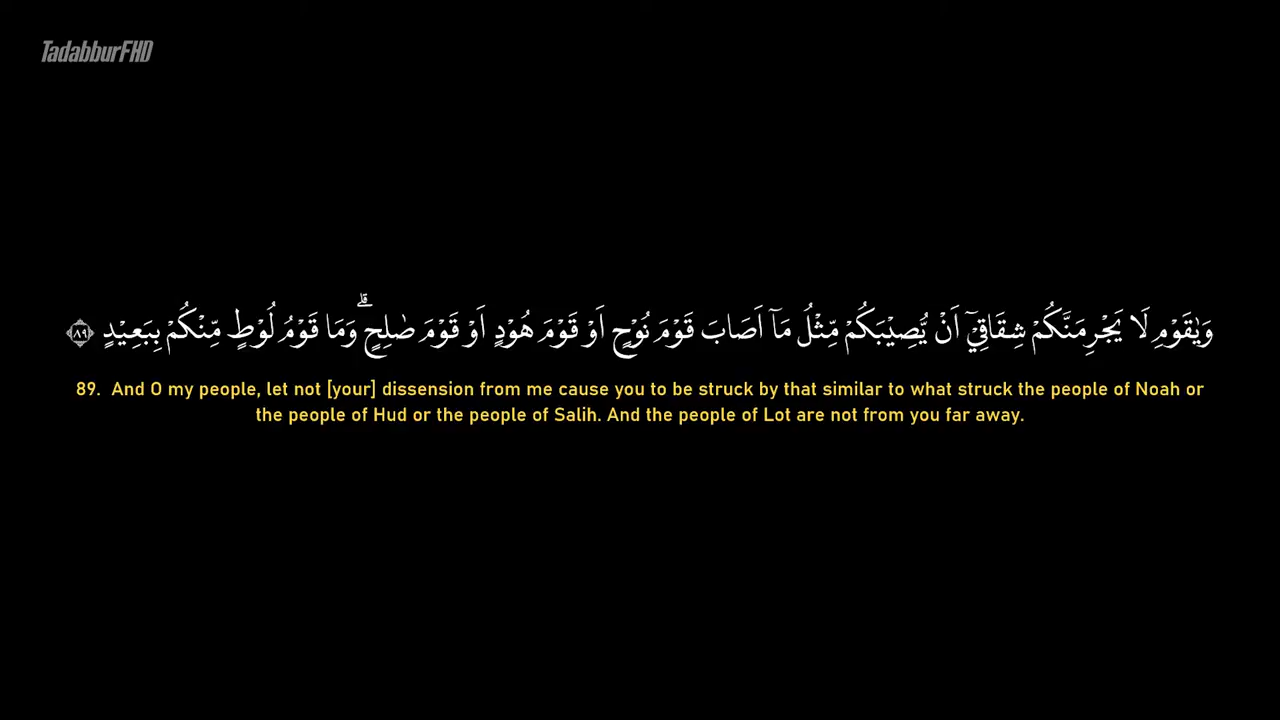 TadabburFHD
وَيٰقَوْمِ لَا يَجْرِمَنَّكُمْ شِقَاقِيْٓ اَنْ يُّصِيْبَكُمْ مِّثْلُ مَآ اَصَابَ قَوْمَ نُوْحٍ اَوْ قَوْمَ هُوْدٍ اَوْ قَوْمَ صٰلِحٍ ۗوَمَا قَوْمُ لُوْطٍ مِّنْكُمْ بِبَعِيْدٍ ٨٩
89. And O my people, let not [your] dissension from me cause you to be struck by that similar to what struck the people of Noah or
the people of Hud or the people of Salih. And the people of Lot are not from you far away.